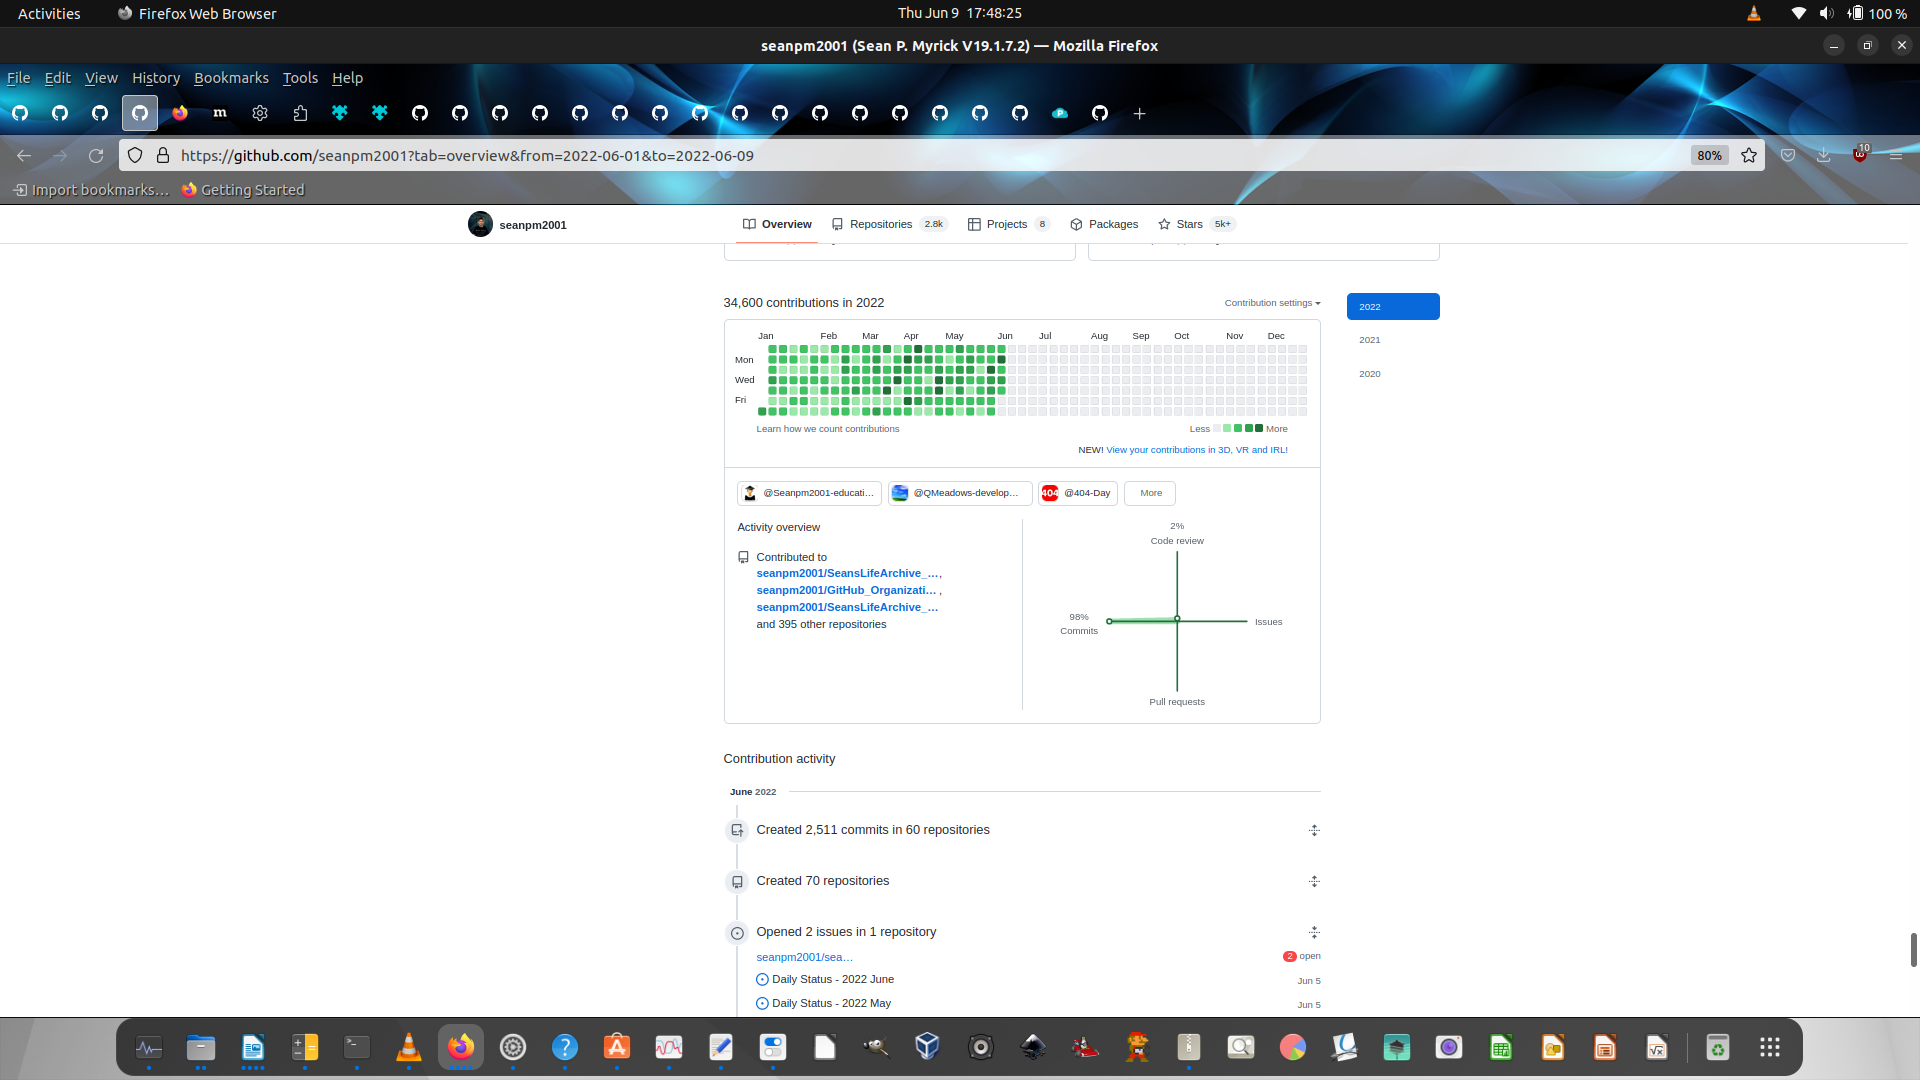 Activities
Firefox Web Browser
Thu Jun 9 17:48:25
100 %
seanpm2001 (Sean P. Myrick V19.1.7.2) — Mozilla Firefox
File Edit View History Bookmarks Tools Help
https://github.com/seanpm2001?tab=overview&from=2022-06-01&to=2022-06-09
80%
10
Import bookmarks…
Getting Started
seanpm2001
Overview
Repositories 2.8k
Projects 8
Packages
Stars 5k+
34,600 contributions in 2022
Contribution settings
2022
2021
2020
Jan Feb Mar Apr May Jun Jul Aug Sep Oct Nov Dec
Mon
Wed
Fri
Learn how we count contributions
Less More
NEW! View your contributions in 3D, VR and IRL!
@Seanpm2001-educati…
@QMeadows-develop…
404 @404-Day
More
Activity overview
Contributed to
seanpm2001/SeansLifeArchive_…,
seanpm2001/GitHub_Organizati… ,
seanpm2001/SeansLifeArchive_…
and 395 other repositories
2%
Code review
98%
Commits
Issues
Pull requests
Contribution activity
June 2022
Created 2,511 commits in 60 repositories
Created 70 repositories
Opened 2 issues in 1 repository
seanpm2001/sea…
2 open
Daily Status - 2022 June
Jun 5
Daily Status - 2022 May
Jun 5